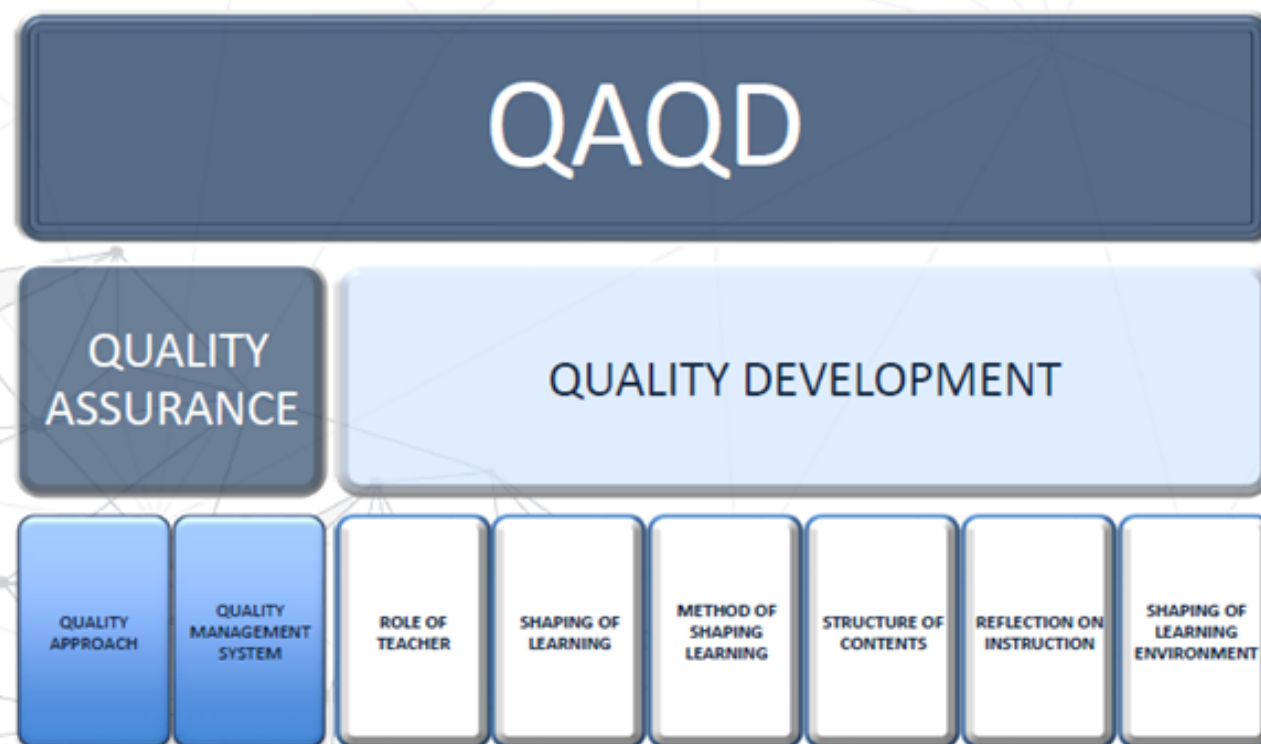 QAQD
QUALITY
ASSURANCE
QUALITY DEVELOPMENT
QUALITY
APPROACH
QUALITY
MANAGEMENT
SYSTEM
ROLE OF
TEACHER
SHAPING OF
LEARNING
METHOD OF
SHAPING
LEARNING
STRUCTURE OF
CONTENTS
REFLECTION ON
INSTRUCTION
SHAPING OF
LEARNING
ENVIRONMENT